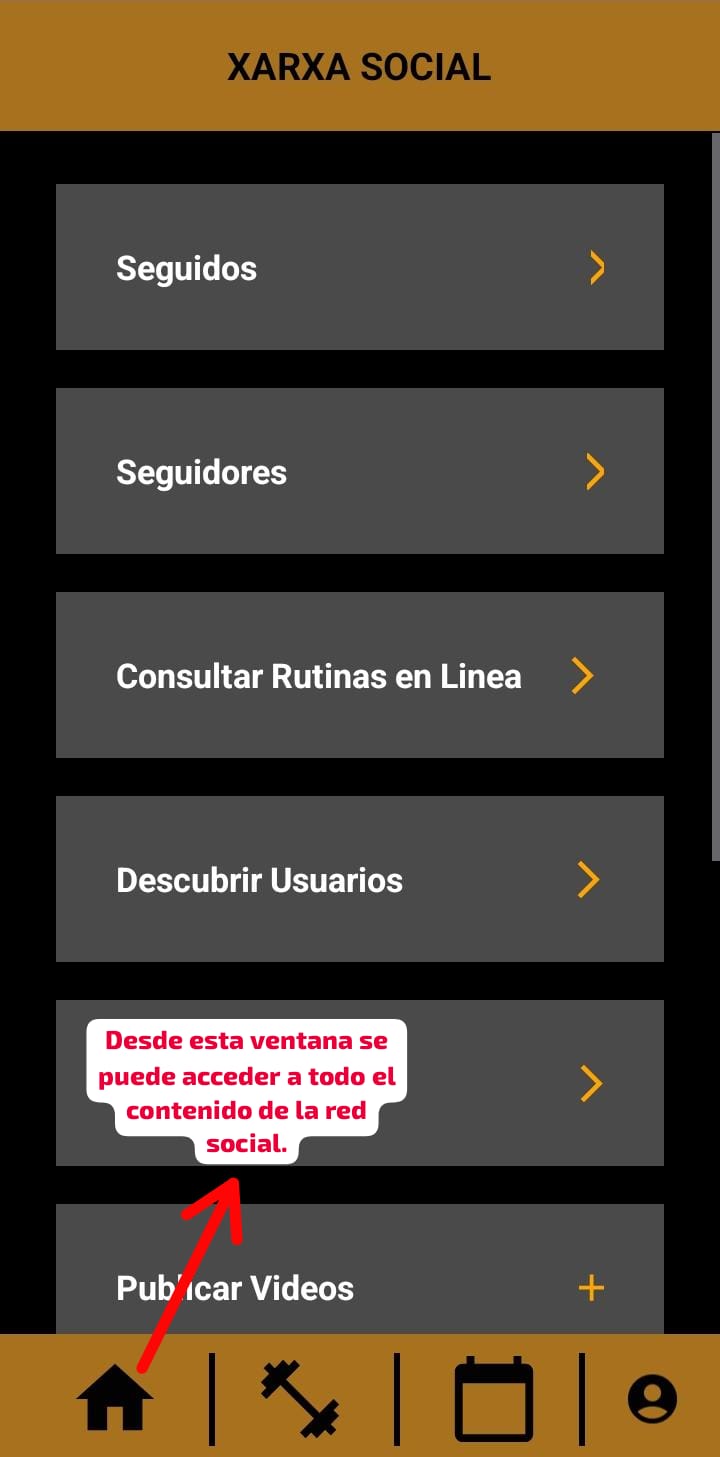 XARXA SOCIAL
Seguidos
Seguidores
Consultar Rutinas en Linea
Descubrir Usuarios
Desde esta ventana se
puede acceder a todo el
contenido de la red
social.
Publicar Videos